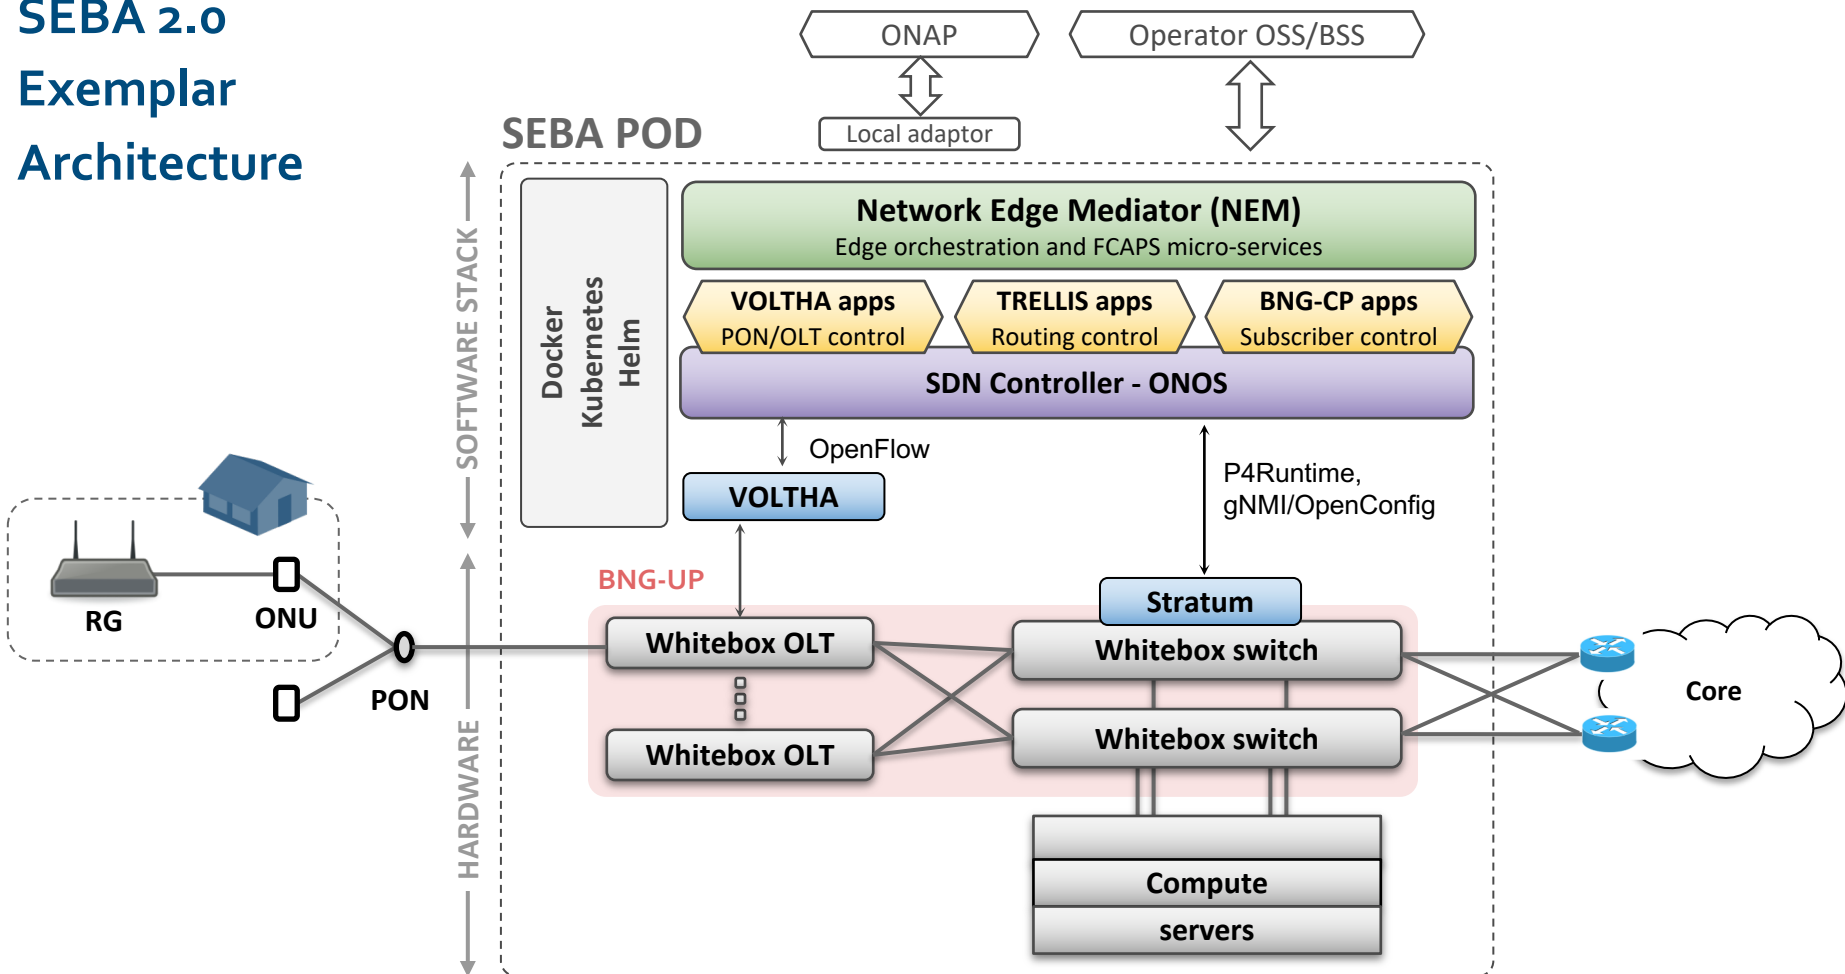 SEBA 2.0
Exemplar
Architecture
ONAP
Operator OSS/BSS
Local adaptor
SEBA POD
SOFTWARE STACK
Docker
Kubernetes
Helm
Network Edge Mediator (NEM)
Edge orchestration and FCAPS micro-services
VOLTHA apps
PON/OLT control
TRELLIS apps
Routing control
BNG-CP apps
Subscriber control
SDN Controller - ONOS
OpenFlow
P4Runtime,
gNMI/OpenConfig
VOLTHA
BNG-UP
Stratum
RG
ONU
PON
HARDWARE
Whitebox OLT
Whitebox switch
Whitebox OLT
Whitebox switch
Core
Compute
servers